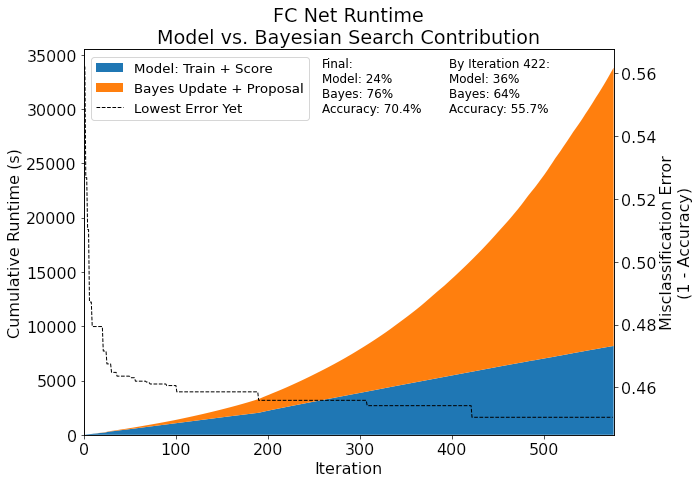 FC Net Runtime
Model vs. Bayesian Search Contribution
Model: Train + Score
Bayes Update + Proposal
Lowest Error Yet
Final:
Model: 24%
Bayes: 76%
Accuracy: 70.4%
By Iteration 422:
Model: 36%
Bayes: 64%
Accuracy: 55.7%
Cumulative Runtime (s)
35000
30000
25000
20000
15000
10000
5000
0
0 100 200 300 400 500
Iteration
0.56
0.54
0.52
0.50
0.48
0.46
Misclassification Error
(1 - Accuracy)